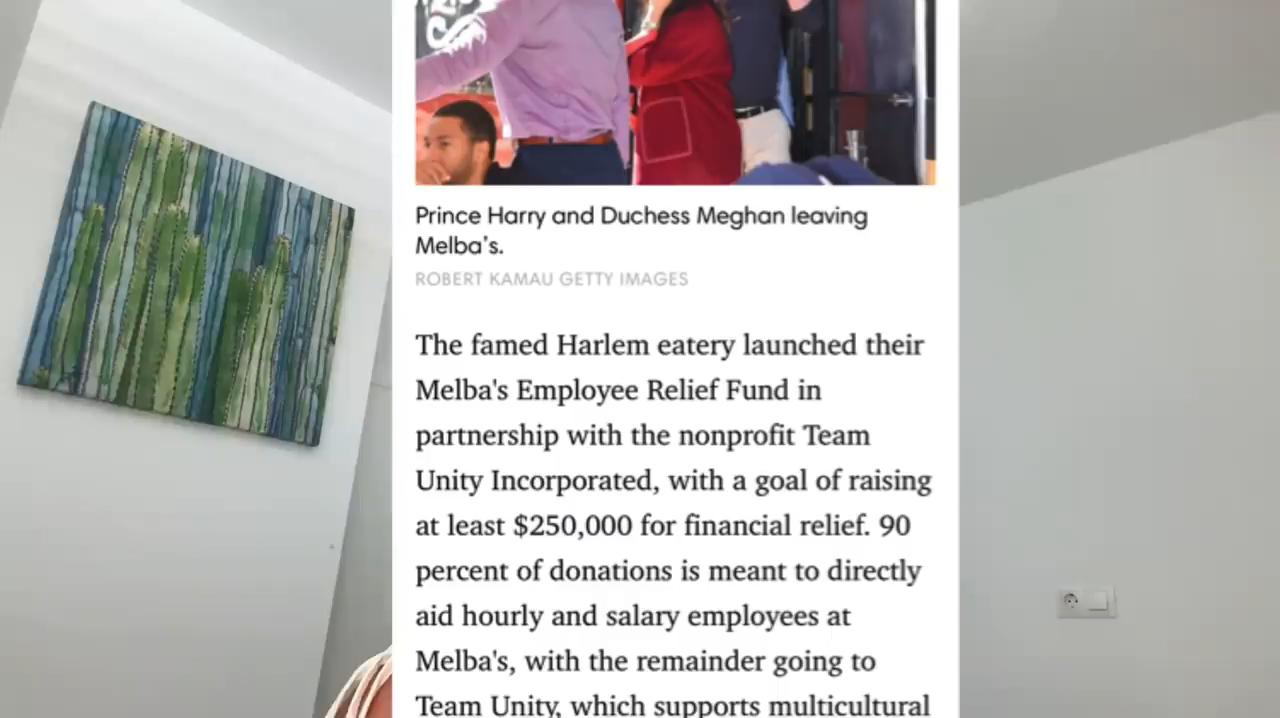 Prince Harry and Duchess Meghan leaving
Melba's.
ROBERT KAMAU GETTY IMAGES
The famed Harlem eatery launched their
Melba's Employee Relief Fund in
partnership with the nonprofit Team
Unity Incorporated, with a goal of raising
at least $250,000 for financial relief. 90
percent of donations is meant to directly
aid hourly and salary employees at
Melba's, with the remainder going to
Team Unity, which supports multicultural